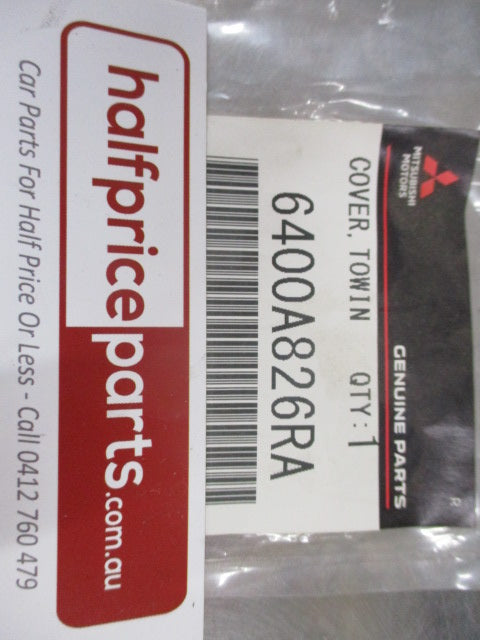 MITSUBISHI
MOTORS
GENUINE PARTS
R
COVER, TOWIN QTY:1
6400A826RA
halfpriceparts.com.au
Car Parts For Half Price Or Less - Call 0412 760 479